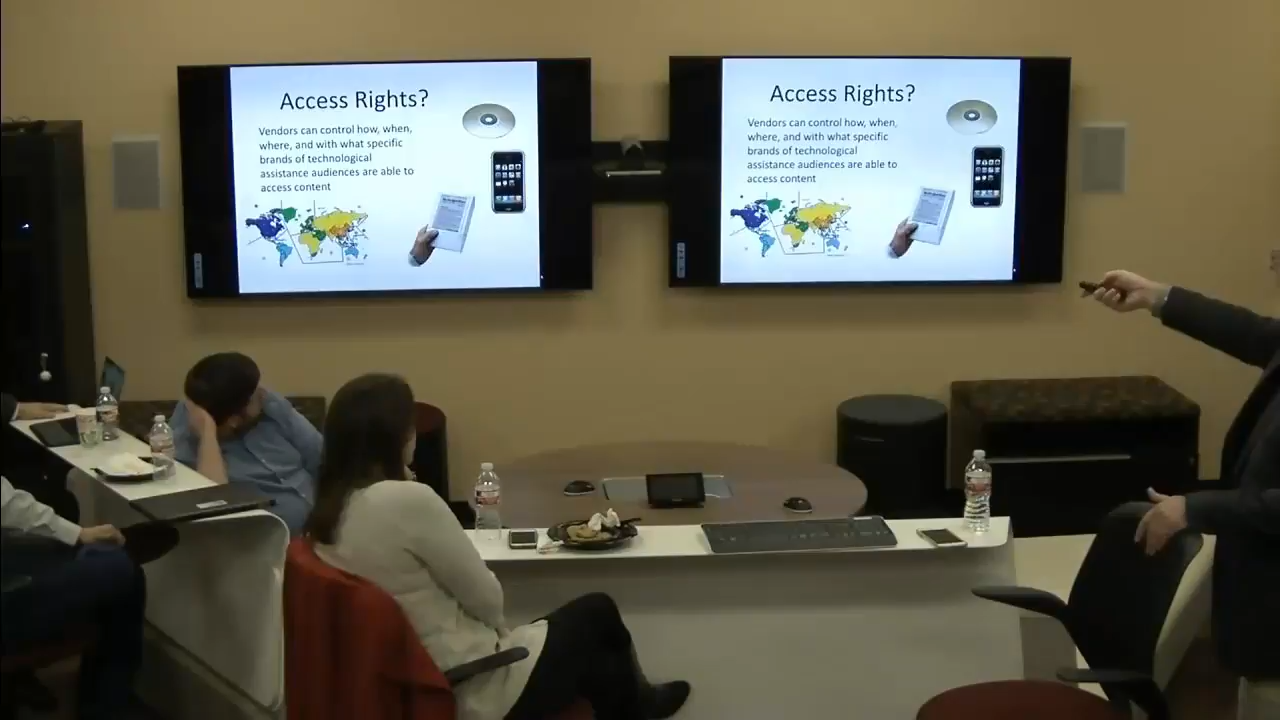 Access Rights?
Vendors can control how, when,
where, and with what specific
brands of technological
assistance audiences are able to
access content
Access Rights?
Vendors can control how, when,
where, and with what specific
brands of technological
assistance audiences are able to
access content